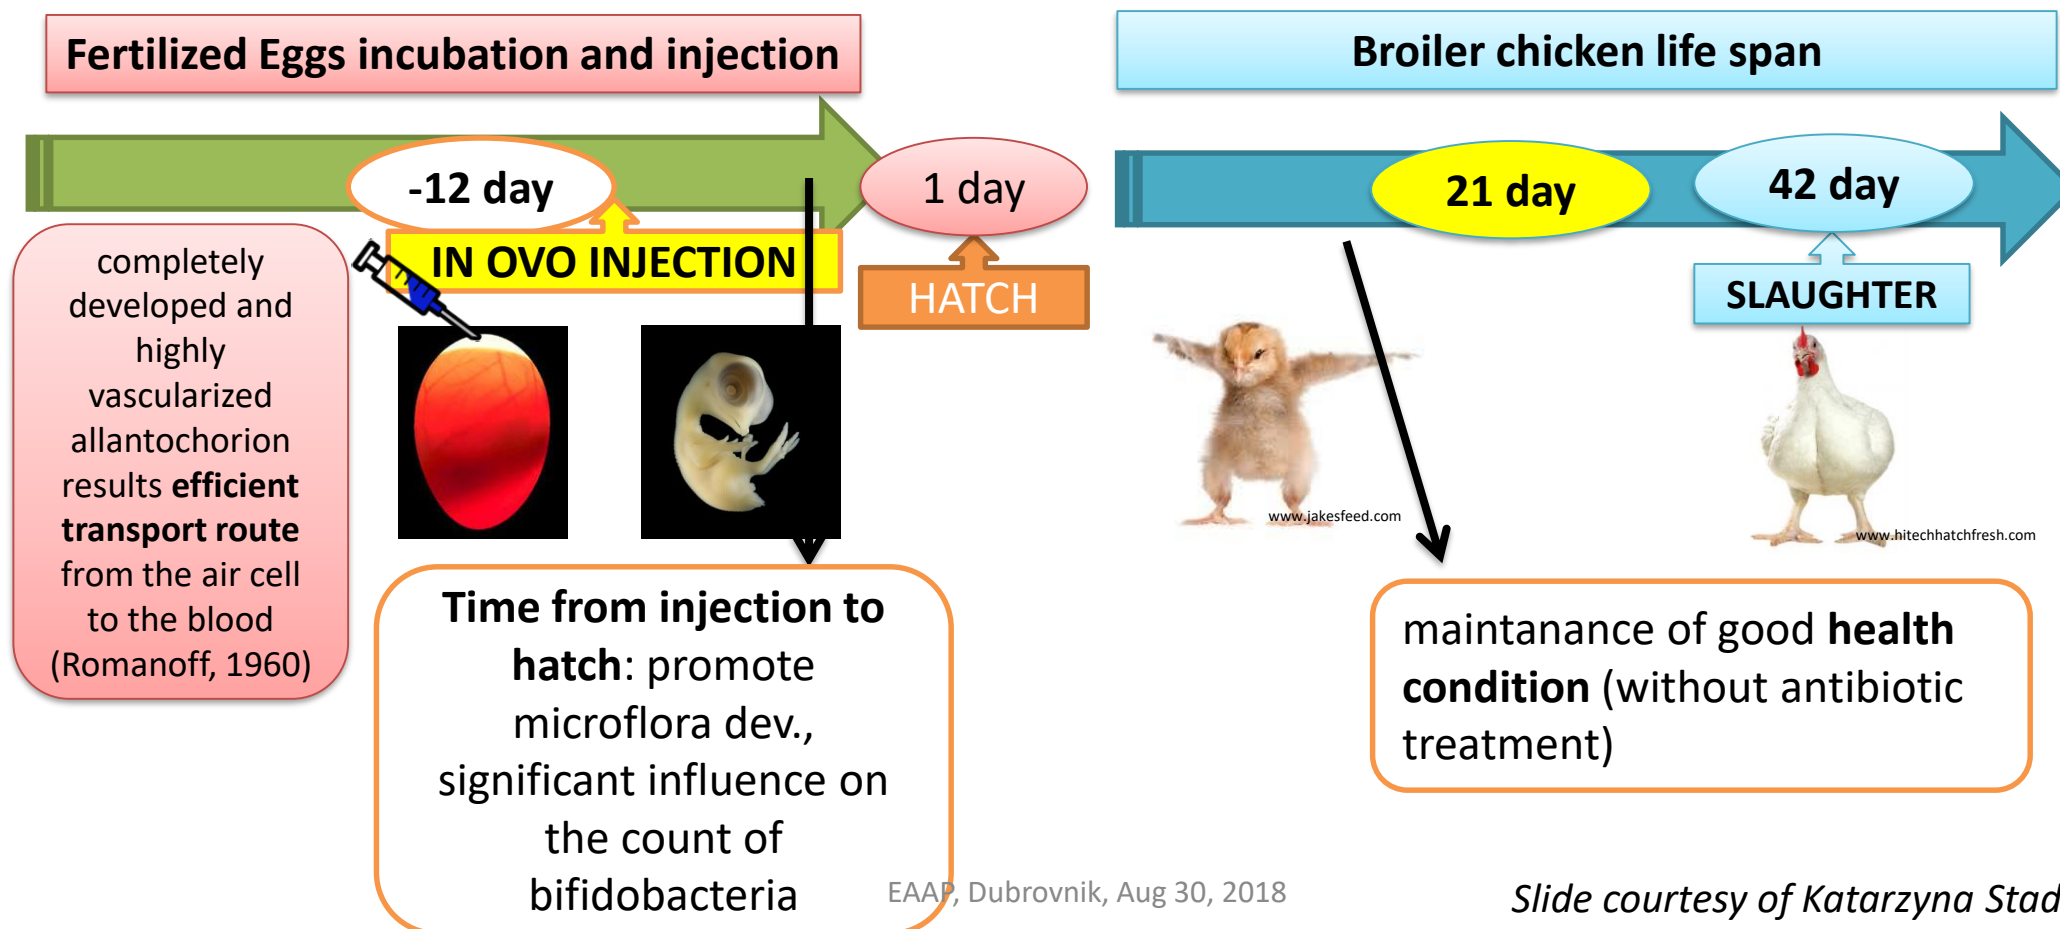 Fertilized Eggs incubation and injection
-12 day
1 day
IN OVO INJECTION
HATCH
completely
developed and
highly
vascularized
allantochorion
results efficient
transport route
from the air cell
to the blood
(Romanoff, 1960)
Time from injection to
hatch: promote
microflora dev.,
significant influence on
the count of
bifidobacteria
Broiler chicken life span
21 day
42 day
SLAUGHTER
www.jakesfeed.com
www.hitechhatchfresh.com
maintanance of good health
condition (without antibiotic
treatment)
EAAP, Dubrovnik, Aug 30, 2018
Slide courtesy of Katarzyna Stad